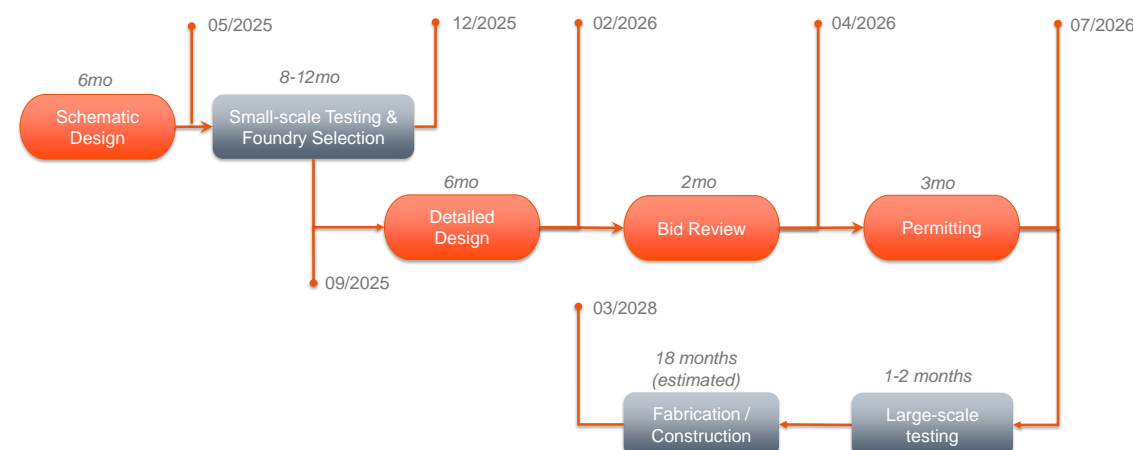 05/2025
12/2025
02/2026
04/2026
07/2026
6mo
Schematic
Design
8-12mo
Small-scale Testing &
Foundry Selection
6mo
Detailed
Design
2mo
Bid Review
3mo
Permitting
09/2025
03/2028
18 months
(estimated)
Fabrication /
Construction
1-2 months
Large-scale
testing